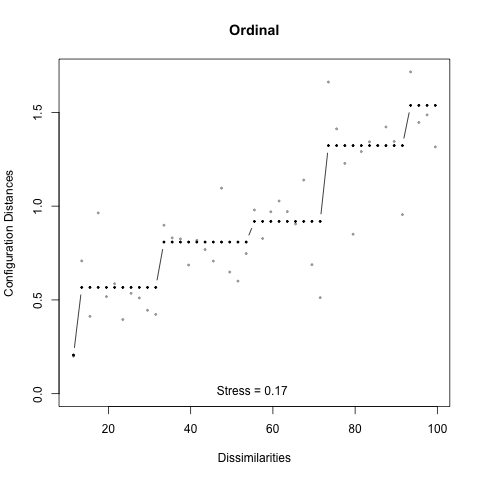 Ordinal
Configuration Distances
1.5
1.0
0.5
0.0
Stress = 0.17
20 40 60 80 100
Dissimilarities